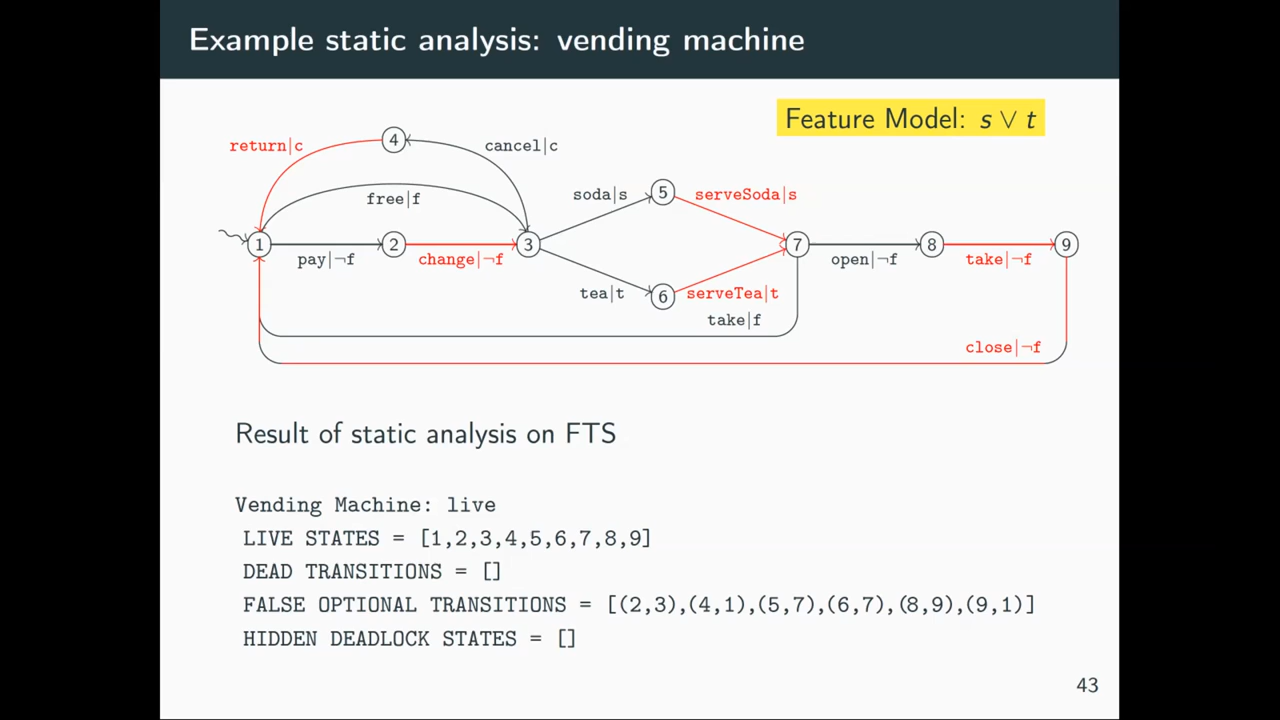 Example static analysis: vending machine
Feature Model: s ∨ t
return|c
4
cancel|c
free|f
soda|s
5
serveSoda|s
1
pay|¬f
2
change|¬f
3
7
open|¬f
8
take|¬f
9
tea|t
6
serveTea|t
take|f
close|¬f
Result of static analysis on FTS
Vending Machine: live
LIVE STATES = [1,2,3,4,5,6,7,8,9]
DEAD TRANSITIONS = []
FALSE OPTIONAL TRANSITIONS = [(2,3),(4,1),(5,7),(6,7),(8,9),(9,1)]
HIDDEN DEADLOCK STATES = []
43